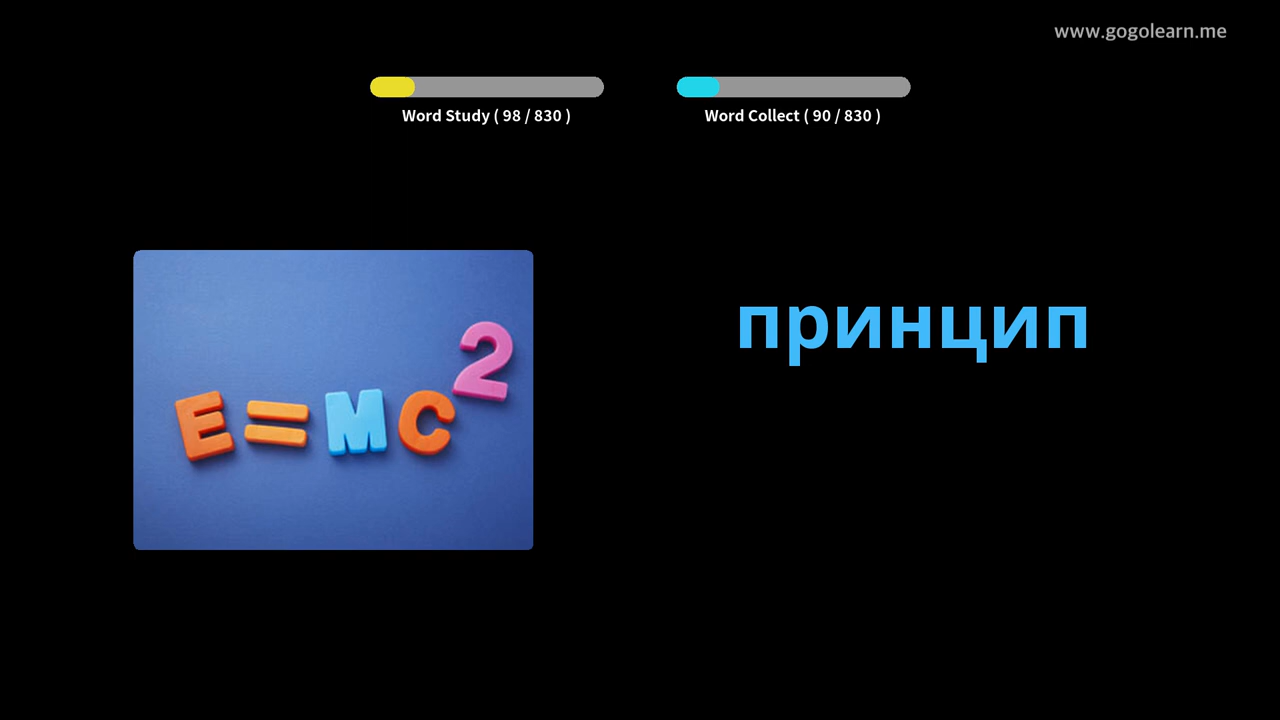 www.gogolearn.me
Word Study ( 98 / 830 )
Word Collect ( 90 / 830 )
принцип
E=MC2